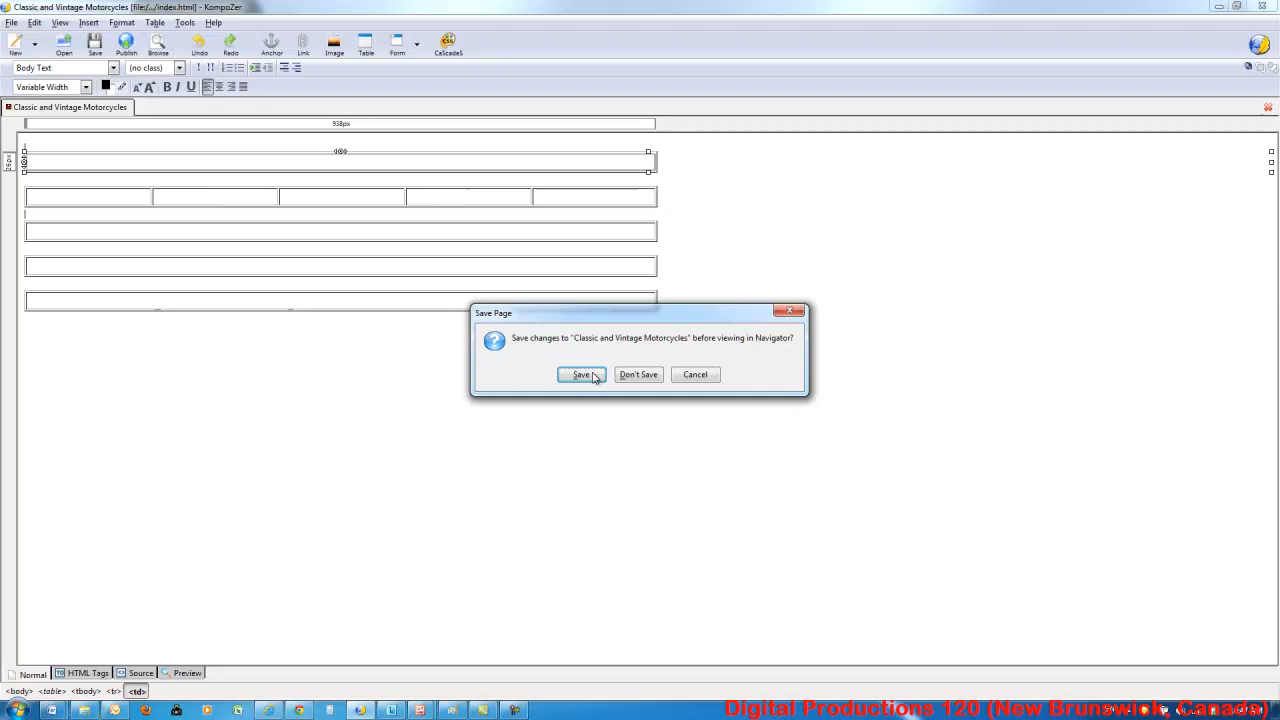 Classic and Vintage Motorcycles [file:/.../index.html] - KompoZer
File Edit View Insert Format Table Tools Help
New Open Save Publish Browse Undo Redo Anchor Link Image Table Form CaScadeS
Body Text (no class)
Variable Width
Classic and Vintage Motorcycles
938px
26px
Save Page
Save changes to "Classic and Vintage Motorcycles" before viewing in Navigator?
Save Don't Save Cancel
Normal HTML Tags Source Preview
<body> <table> <tbody> <tr> <td>
Digital Productions 120 (New Brunswick, Canada)